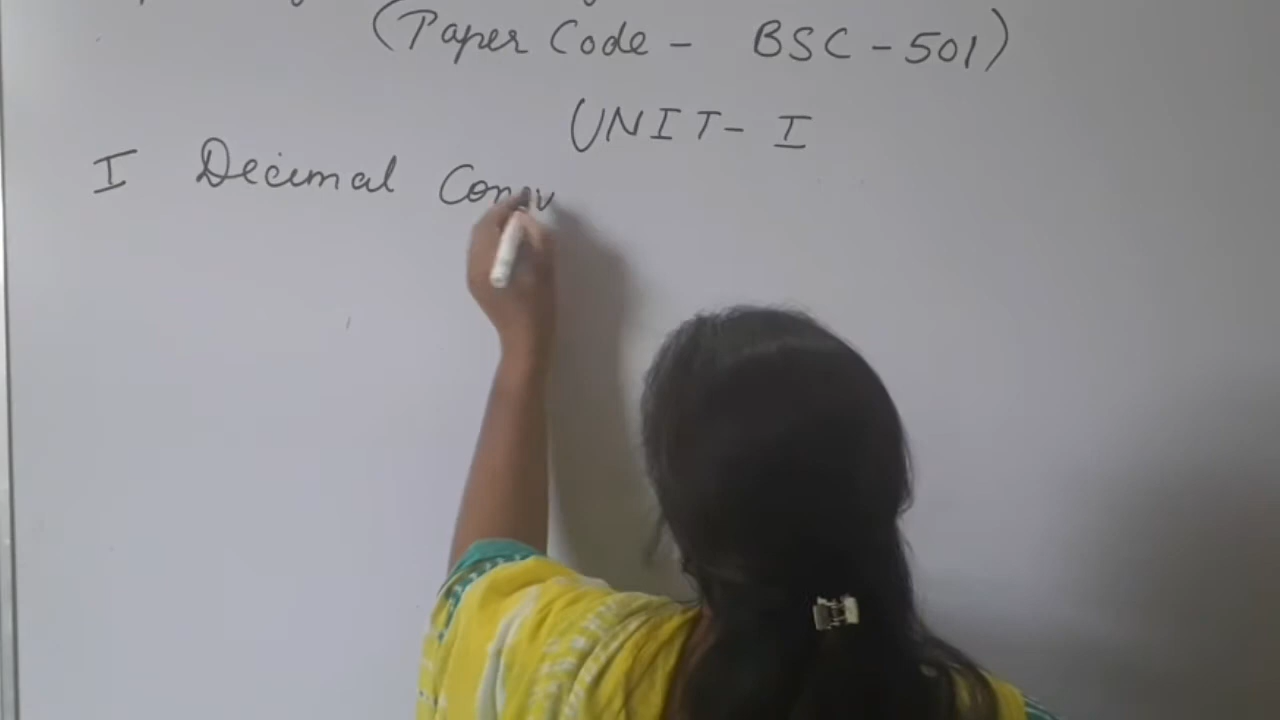 (Paper Code - BSC - 501)
UNIT - I
I Decimal Conv